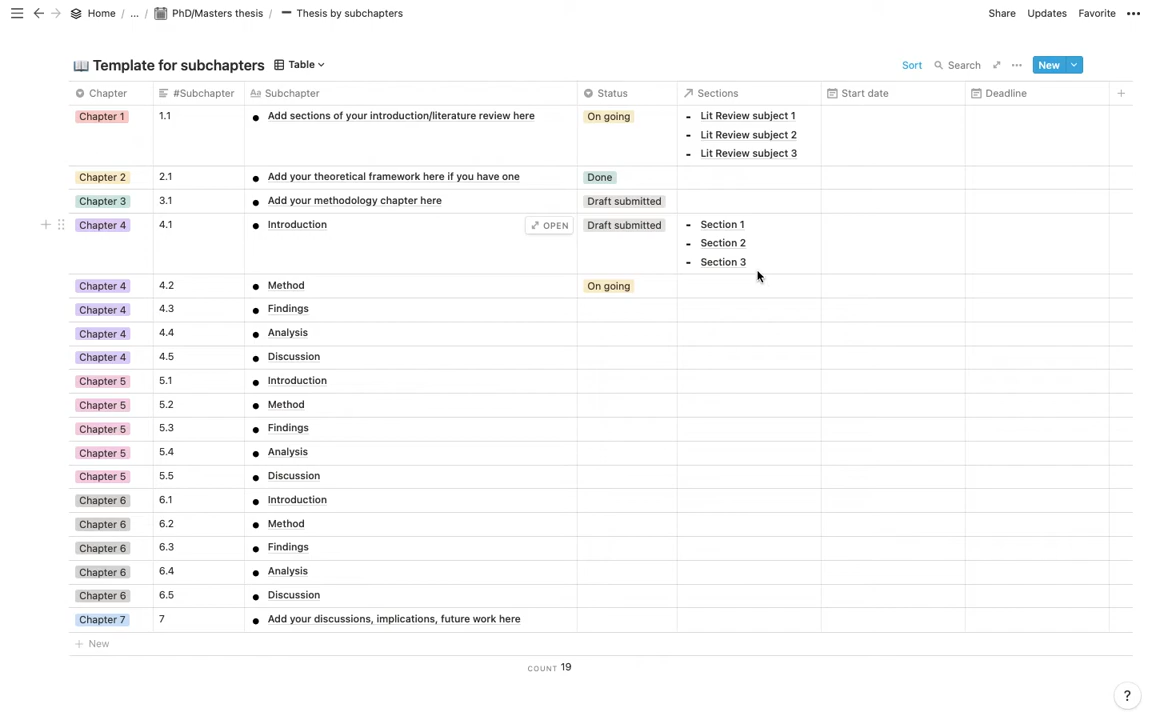 Home / ... / PhD/Masters thesis / Thesis by subchapters Share Updates Favorite ...
Template for subchapters Table Sort Search ... New
Chapter #Subchapter Aa Subchapter Status Sections Start date Deadline +
Chapter 1 1.1 Add sections of your introduction/literature review here On going - Lit Review subject 1
- Lit Review subject 2
- Lit Review subject 3
Chapter 2 2.1 Add your theoretical framework here if you have one Done
Chapter 3 3.1 Add your methodology chapter here Draft submitted
Chapter 4 4.1 Introduction OPEN Draft submitted - Section 1
- Section 2
- Section 3
Chapter 4 4.2 Method On going
Chapter 4 4.3 Findings
Chapter 4 4.4 Analysis
Chapter 4 4.5 Discussion
Chapter 5 5.1 Introduction
Chapter 5 5.2 Method
Chapter 5 5.3 Findings
Chapter 5 5.4 Analysis
Chapter 5 5.5 Discussion
Chapter 6 6.1 Introduction
Chapter 6 6.2 Method
Chapter 6 6.3 Findings
Chapter 6 6.4 Analysis
Chapter 6 6.5 Discussion
Chapter 7 7 Add your discussions, implications, future work here
+ New
COUNT 19
?